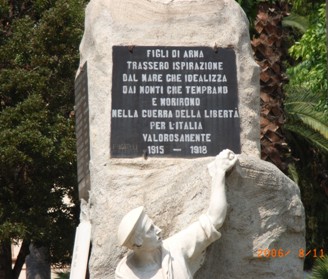 FIGLI DI ARMA
TRASSERO ISPIRAZIONE
DAL MARE CHE IDEALIZZA
DAI MONTI CHE TEMPRANO
E MORIRONO
NELLA GUERRA DELLA LIBERTÀ
PER L'ITALIA
VALOROSAMENTE
1915 — 1918
2006/ 8/11